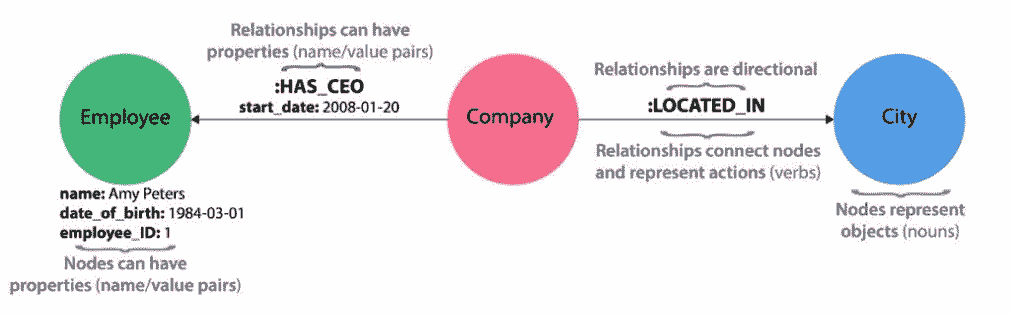 Relationships can have
properties (name/value pairs)
:HAS_CEO
start_date: 2008-01-20
Employee
name: Amy Peters
date_of_birth: 1984-03-01
employee_ID: 1
Nodes can have
properties (name/value pairs)
Company
Relationships are directional
:LOCATED_IN
Relationships connect nodes
and represent actions (verbs)
City
Nodes represent
objects (nouns)